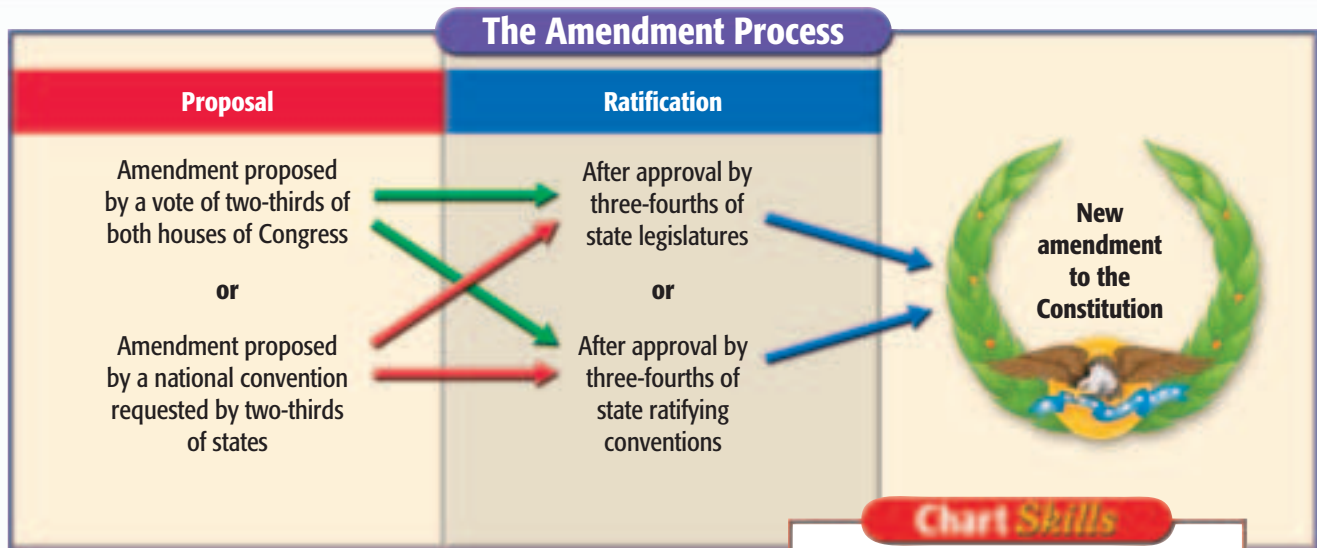 The Amendment Process
Proposal
Ratification
Amendment proposed
by a vote of two-thirds of
both houses of Congress
or
Amendment proposed
by a national convention
requested by two-thirds
of states
After approval by
three-fourths of
state legislatures
or
After approval by
three-fourths of
state ratifying
conventions
New
amendment
to the
Constitution
Chart Skills